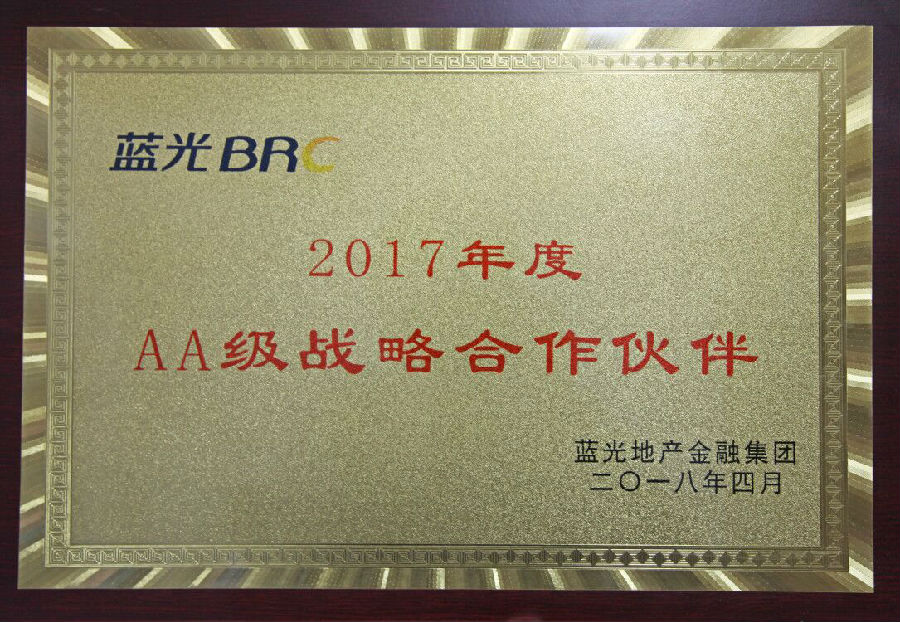 蓝光BRC
2017年度
AA级战略合作伙伴
蓝光地产金融集团
二〇一八年四月